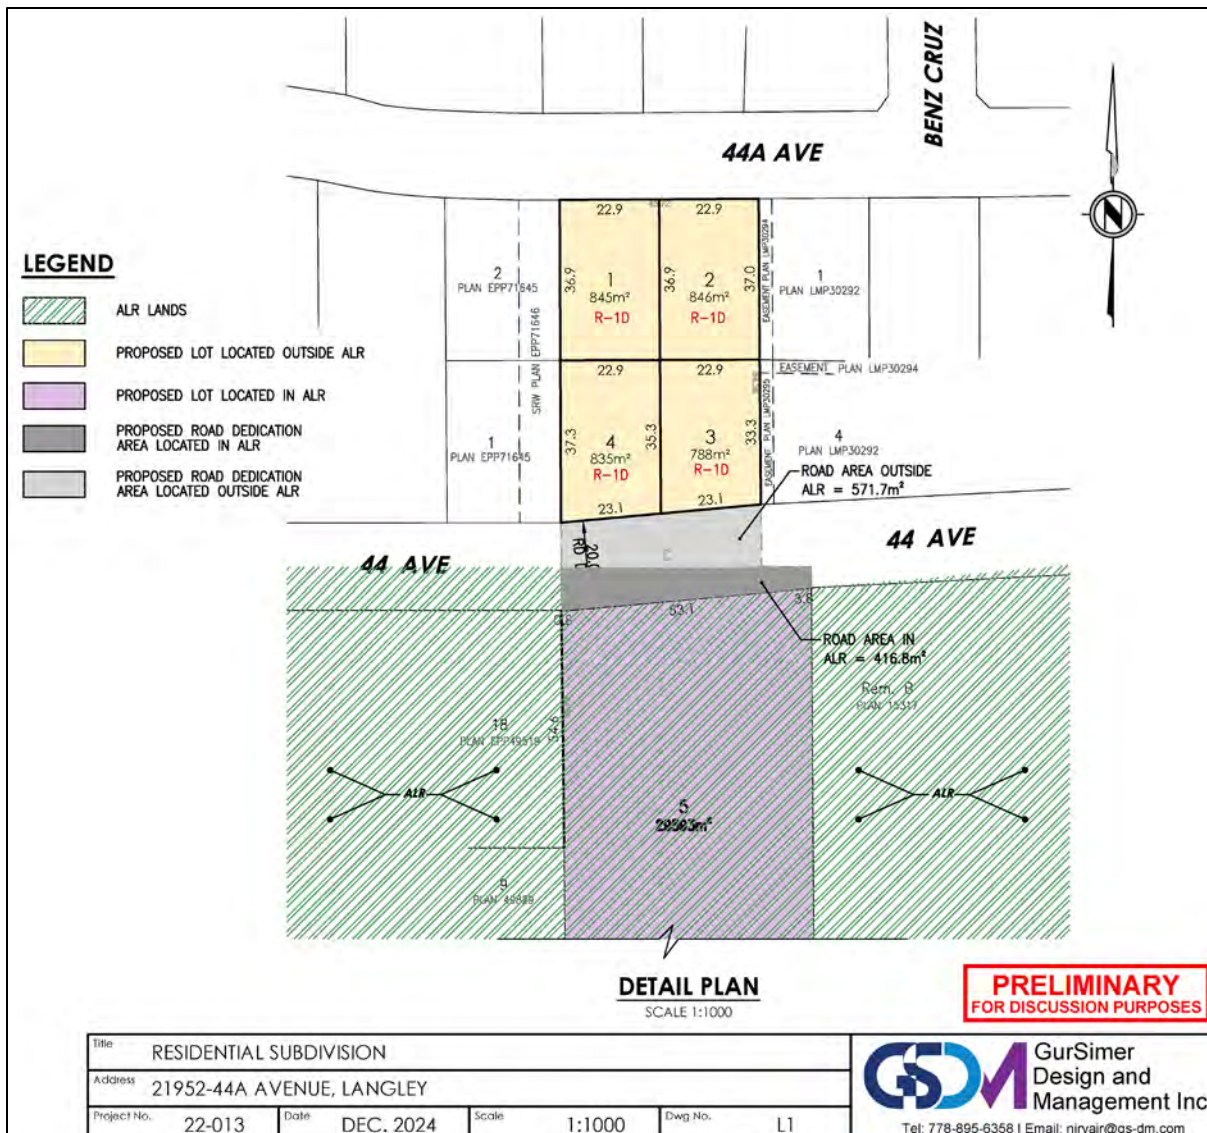 BENZ CRUZ
44A AVE
N
LEGEND
ALR LANDS
PROPOSED LOT LOCATED OUTSIDE ALR
PROPOSED LOT LOCATED IN ALR
PROPOSED ROAD DEDICATION
AREA LOCATED IN ALR
PROPOSED ROAD DEDICATION
AREA LOCATED OUTSIDE ALR
2
PLAN EPP71645
SRW PLAN EPP71646
1
PLAN EPP71645
22.9
22.9
36.9
1
845m²
R-1D
36.9
2
846m²
R-1D
37.0
EASEMENT PLAN LMP30294
1
PLAN LMP30292
EASEMENT PLAN LMP30294
22.9
22.9
37.3
4
835m²
R-1D
35.3
3
788m²
R-1D
33.3
EASEMENT PLAN LMP30295
4
PLAN LMP30292
23.1
23.1
ROAD AREA OUTSIDE
ALR = 571.7m²
44 AVE
44 AVE
53.1
3.8
ROAD AREA IN
ALR = 416.8m²
Rem. B
PLAN 15317
18
PLAN EPP49519
54.6
ALR
ALR
5
9
DETAIL PLAN
SCALE 1:1000
PRELIMINARY
FOR DISCUSSION PURPOSES
Title RESIDENTIAL SUBDIVISION
Address 21952-44A AVENUE, LANGLEY
Project No. 22-013 Date DEC. 2024 Scale 1:1000 Dwg No. L1
GSDM
GurSimer
Design and
Management Inc
Tel: 778-895-6358 | Email: nirvair@gs-dm.com